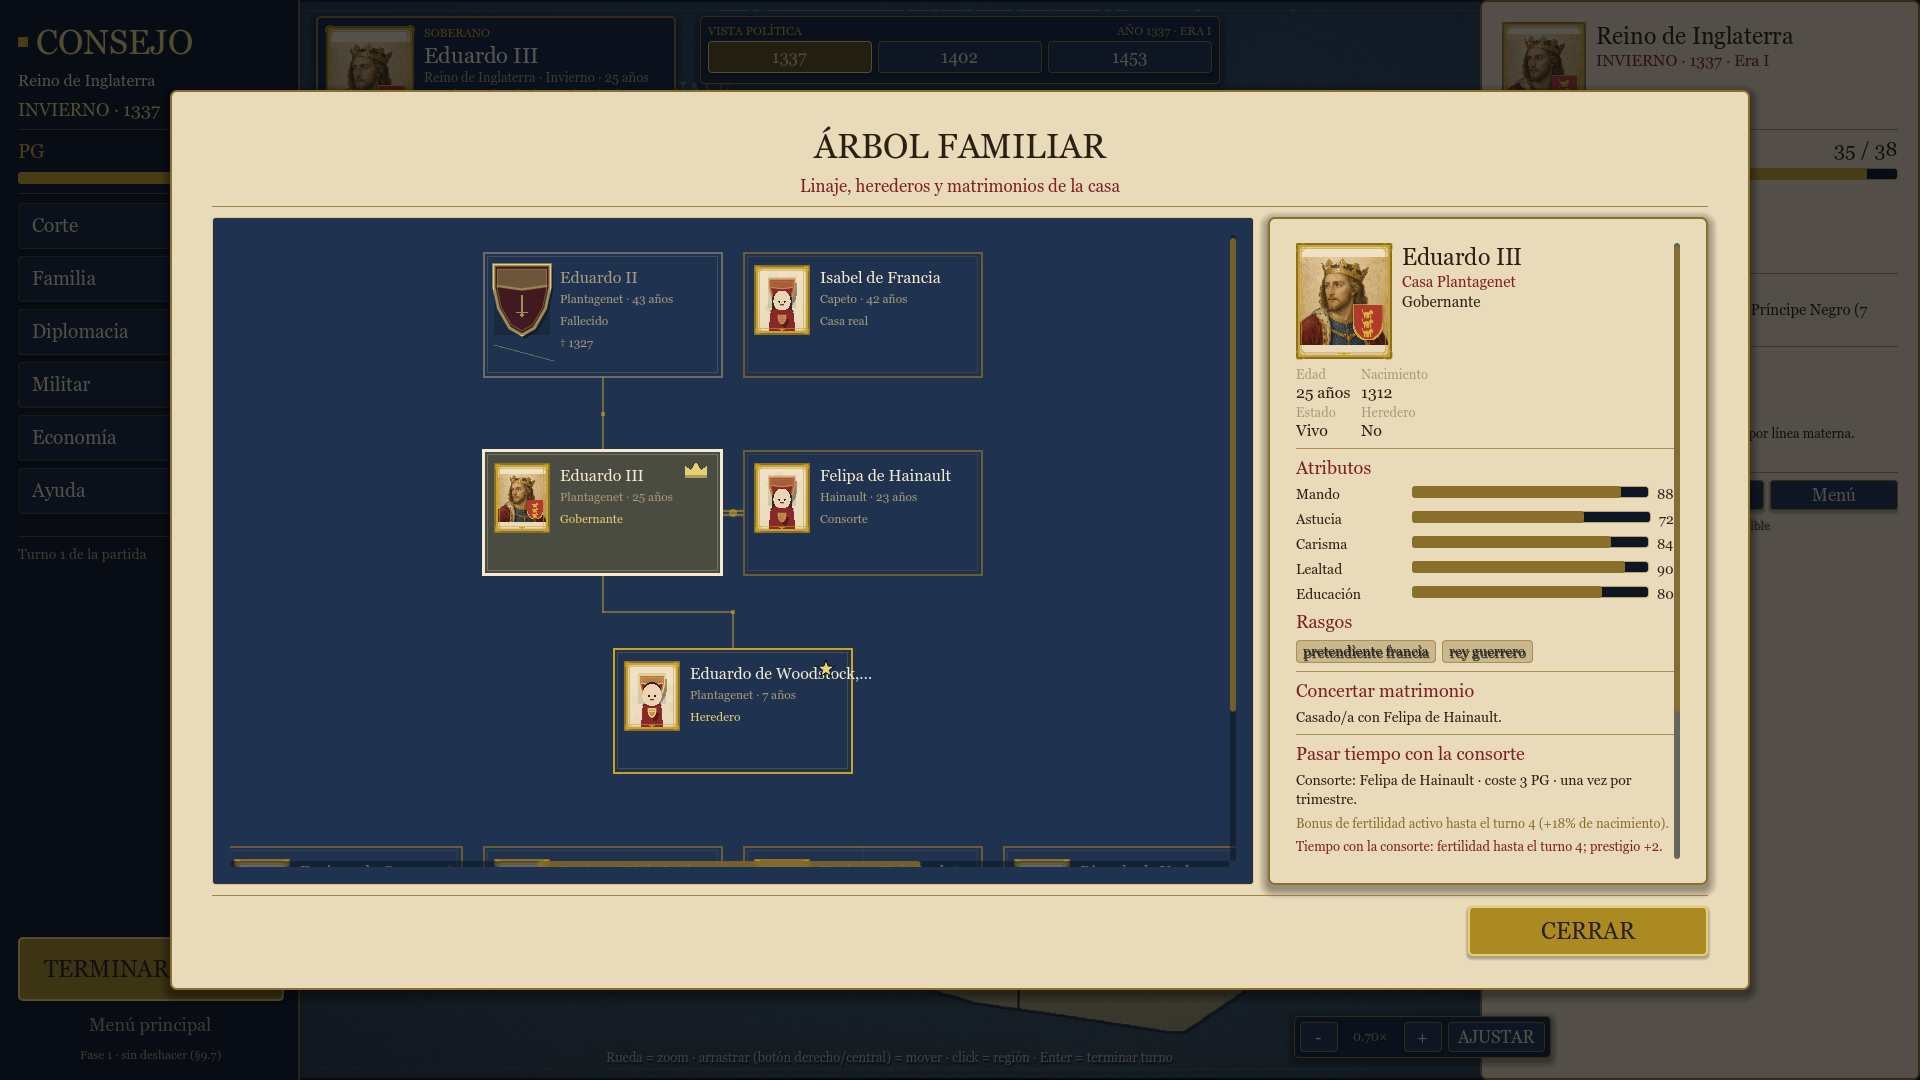 CONSEJO
Reino de Inglaterra
INVIERNO · 1337
PG
Corte
Familia
Diplomacia
Militar
Economía
Ayuda
Turno 1 de la partida
TERMINAR
Menú principal
Fase 1 · sin deshacer (§9.7)
SOBERANO
Eduardo III
Reino de Inglaterra · Invierno · 25 años
VISTA POLÍTICA
AÑO 1337 · ERA I
1337
1402
1453
Reino de Inglaterra
INVIERNO · 1337 · Era I
35 / 38
Príncipe Negro (7
por línea materna.
Menú
ible
ÁRBOL FAMILIAR
Linaje, herederos y matrimonios de la casa
Eduardo II
Plantagenet · 43 años
Fallecido
† 1327
Isabel de Francia
Capeto · 42 años
Casa real
Eduardo III
Plantagenet · 25 años
Gobernante
Felipa de Hainault
Hainault · 23 años
Consorte
Eduardo de Woodstock,...
Plantagenet · 7 años
Heredero
Eduardo III
Casa Plantagenet
Gobernante
Edad
Nacimiento
25 años
1312
Estado
Heredero
Vivo
No
Atributos
Mando
88
Astucia
72
Carisma
84
Lealtad
90
Educación
80
Rasgos
pretendiente francia
rey guerrero
Concertar matrimonio
Casado/a con Felipa de Hainault.
Pasar tiempo con la consorte
Consorte: Felipa de Hainault · coste 3 PG · una vez por
trimestre.
Bonus de fertilidad activo hasta el turno 4 (+18% de nacimiento).
Tiempo con la consorte: fertilidad hasta el turno 4; prestigio +2.
CERRAR
Rueda = zoom · arrastrar (botón derecho/central) = mover · click = región · Enter = terminar turno
-
0.70×
+
AJUSTAR